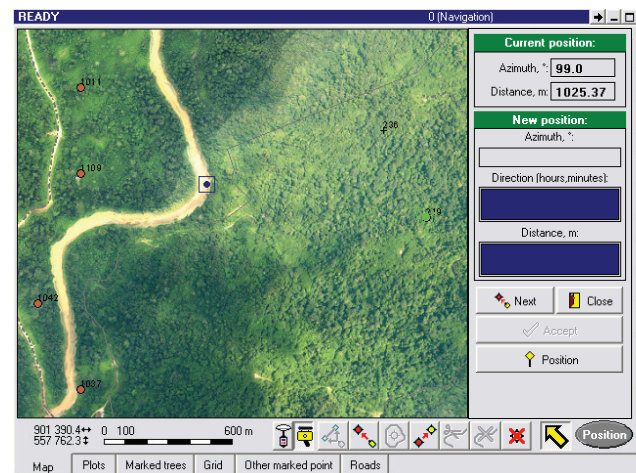 READY
0 (Navigation)
1011
236
1109
219
1042
1037
Current position:
Azimuth, °: 99.0
Distance, m: 1025.37
New position:
Azimuth, °:
Direction (hours,minutes):
Distance, m:
Next
Close
Accept
Position
901 390.4
557 762.3
0 100 600 m
Position
Map
Plots
Marked trees
Grid
Other marked point
Roads